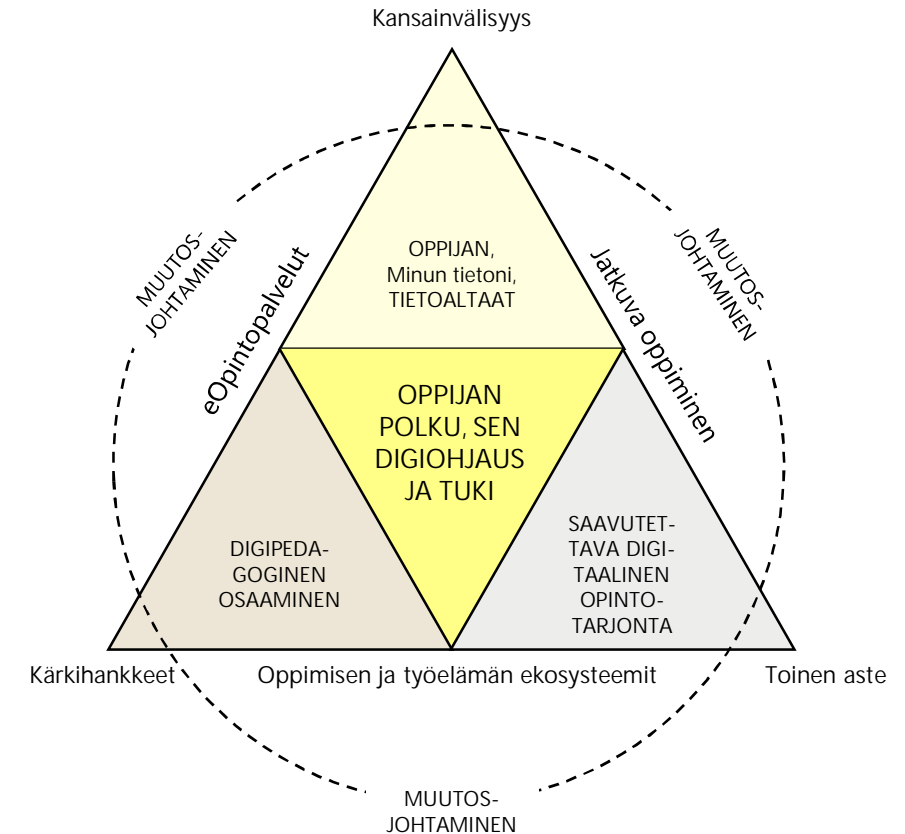 Kansainvälisyys
MUUTOS-
JOHTAMINEN
eOpintopalvelut
OPPIJAN,
Minun tietoni,
TIETOALTAAT
Jatkuva oppiminen
MUUTOS-
JOHTAMINEN
OPPIJAN
POLKU, SEN
DIGIOHJAUS
JA TUKI
DIGIPEDA-
GOGINEN
OSAAMINEN
SAAVUTET-
TAVA DIGI-
TAALINEN
OPINTO-
TARJONTA
Kärkihankkeet
Oppimisen ja työelämän ekosysteemit
Toinen aste
MUUTOS-
JOHTAMINEN